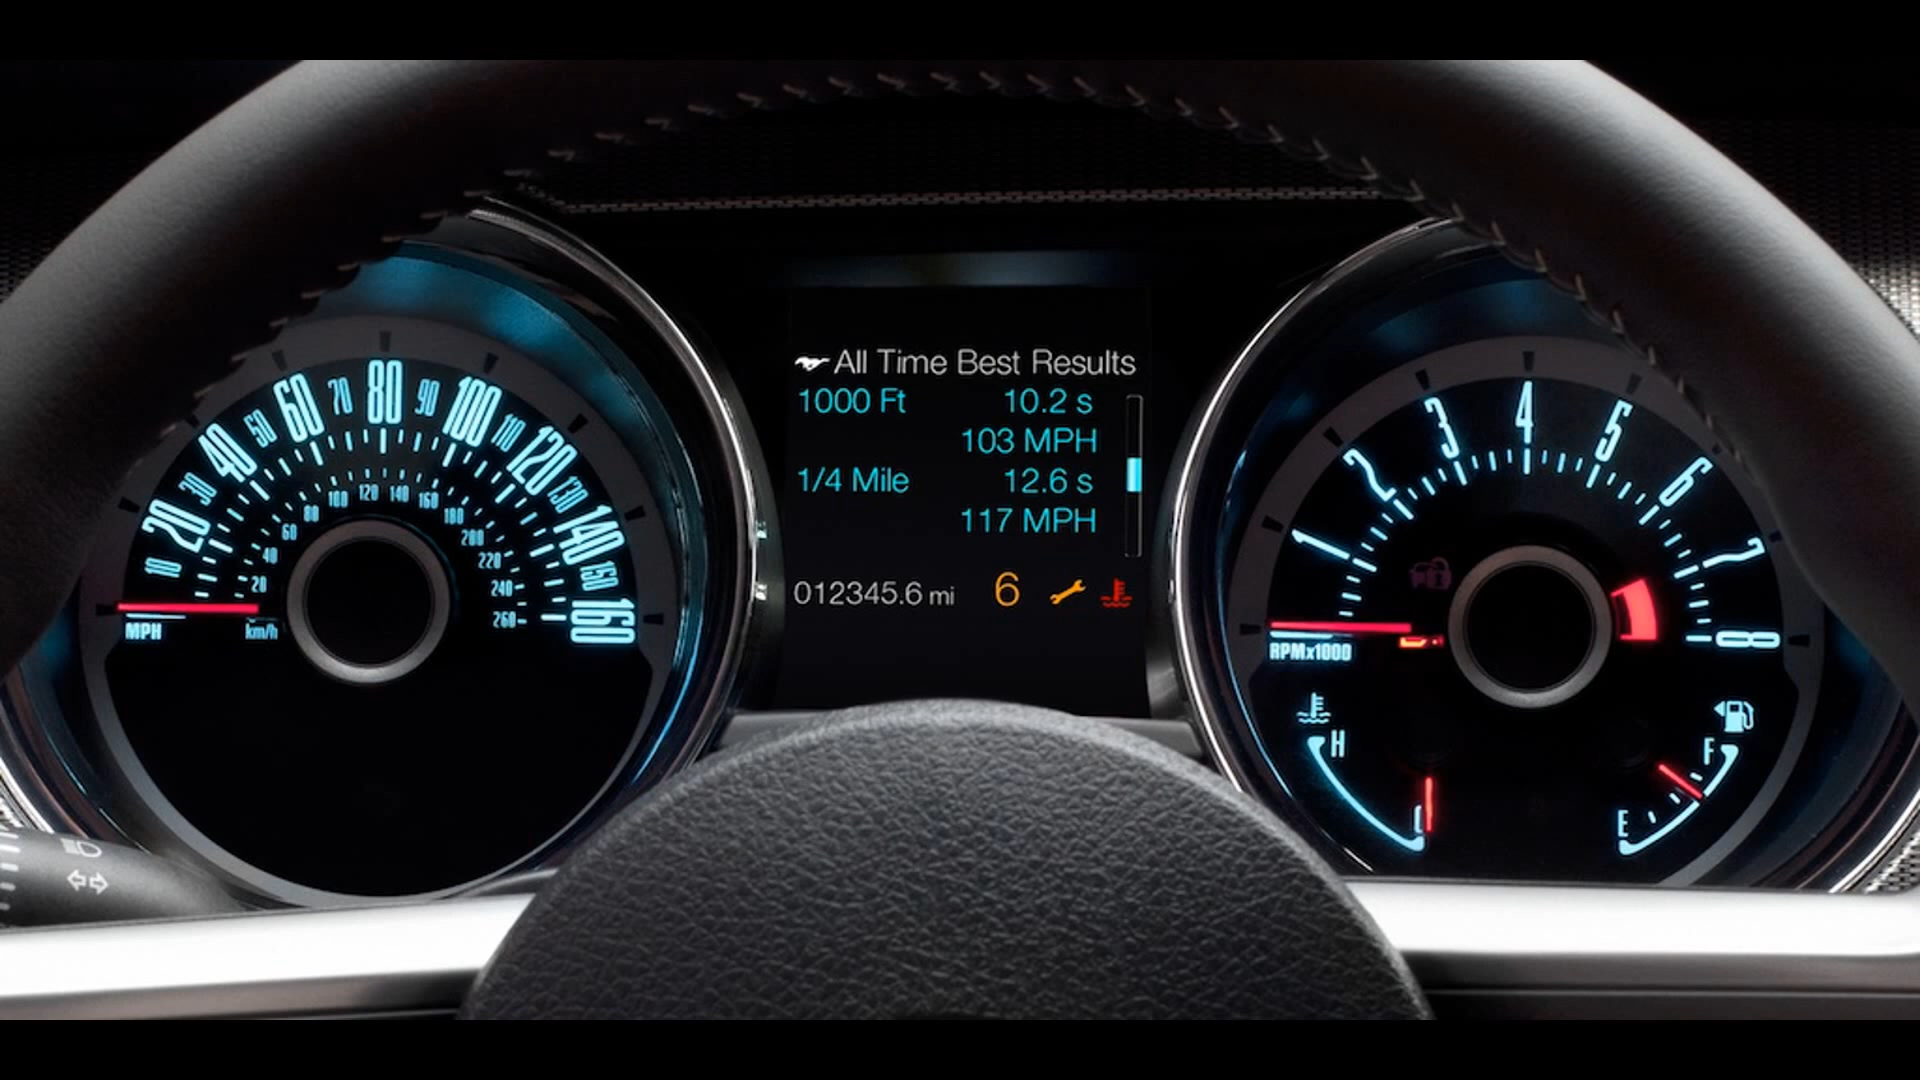 10 20 30 40 50 60 70 80 90 100 110 120 130 140 150 160
20 40 60 80 100 120 140 160 180 200 220 240 260
MPH km/h
All Time Best Results
1000 Ft 10.2 s
103 MPH
1/4 Mile 12.6 s
117 MPH
012345.6 mi 6
1 2 3 4 5 6 7 8
RPMx1000
H
L
F
E